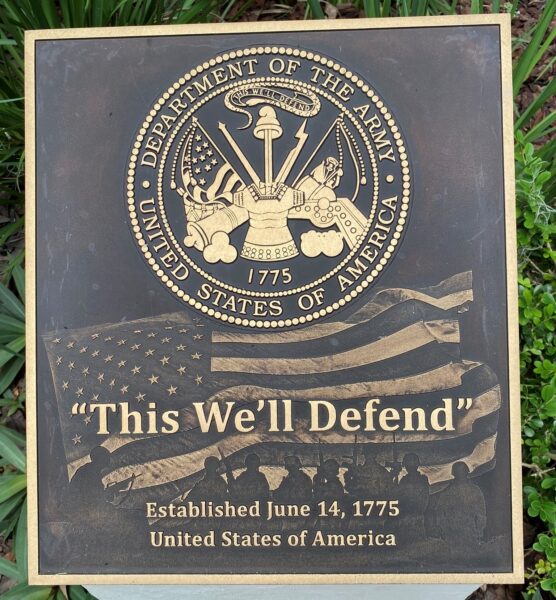 DEPARTMENT OF THE ARMY
THIS WE'LL DEFEND
1775
UNITED STATES OF AMERICA
“This We’ll Defend”
Established June 14, 1775
United States of America